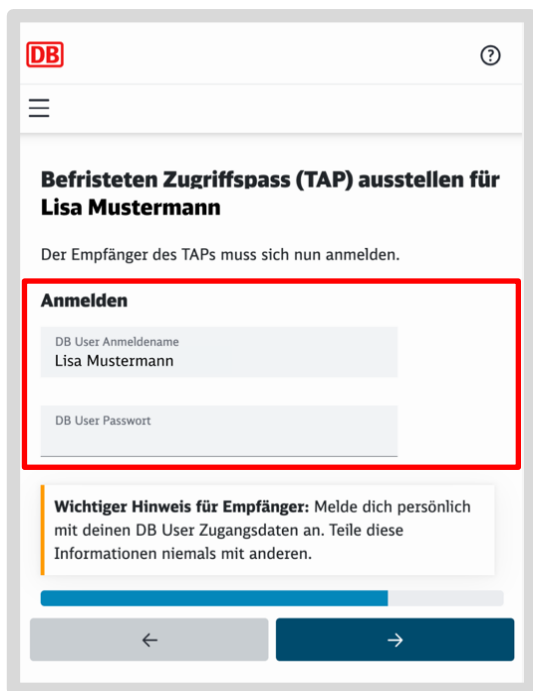 DB
?
Befristeten Zugriffspass (TAP) ausstellen für
Lisa Mustermann
Der Empfänger des TAPs muss sich nun anmelden.
Anmelden
DB User Anmeldename
Lisa Mustermann
DB User Passwort
Wichtiger Hinweis für Empfänger: Melde dich persönlich
mit deinen DB User Zugangsdaten an. Teile diese
Informationen niemals mit anderen.